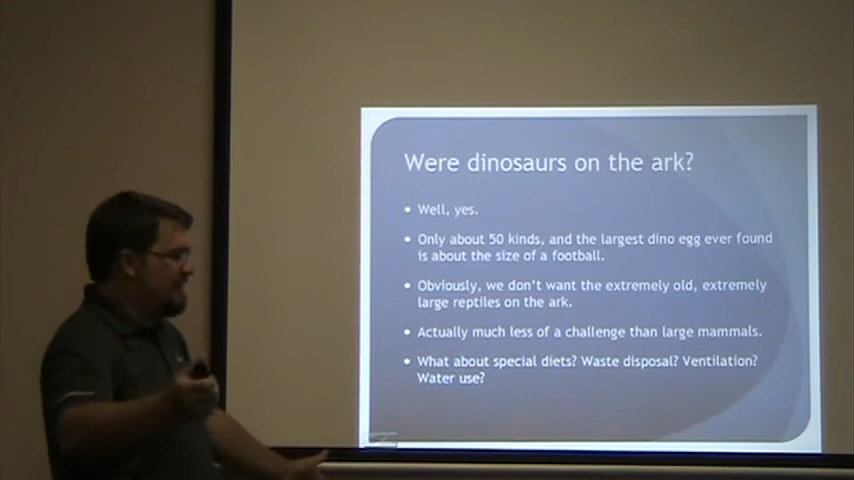 Were dinosaurs on the ark?
• Well, yes.
• Only about 50 kinds, and the largest dino egg ever found
is about the size of a football.
• Obviously, we don't want the extremely old, extremely
large reptiles on the ark.
• Actually much less of a challenge than large mammals.
• What about special diets? Waste disposal? Ventilation?
Water use?